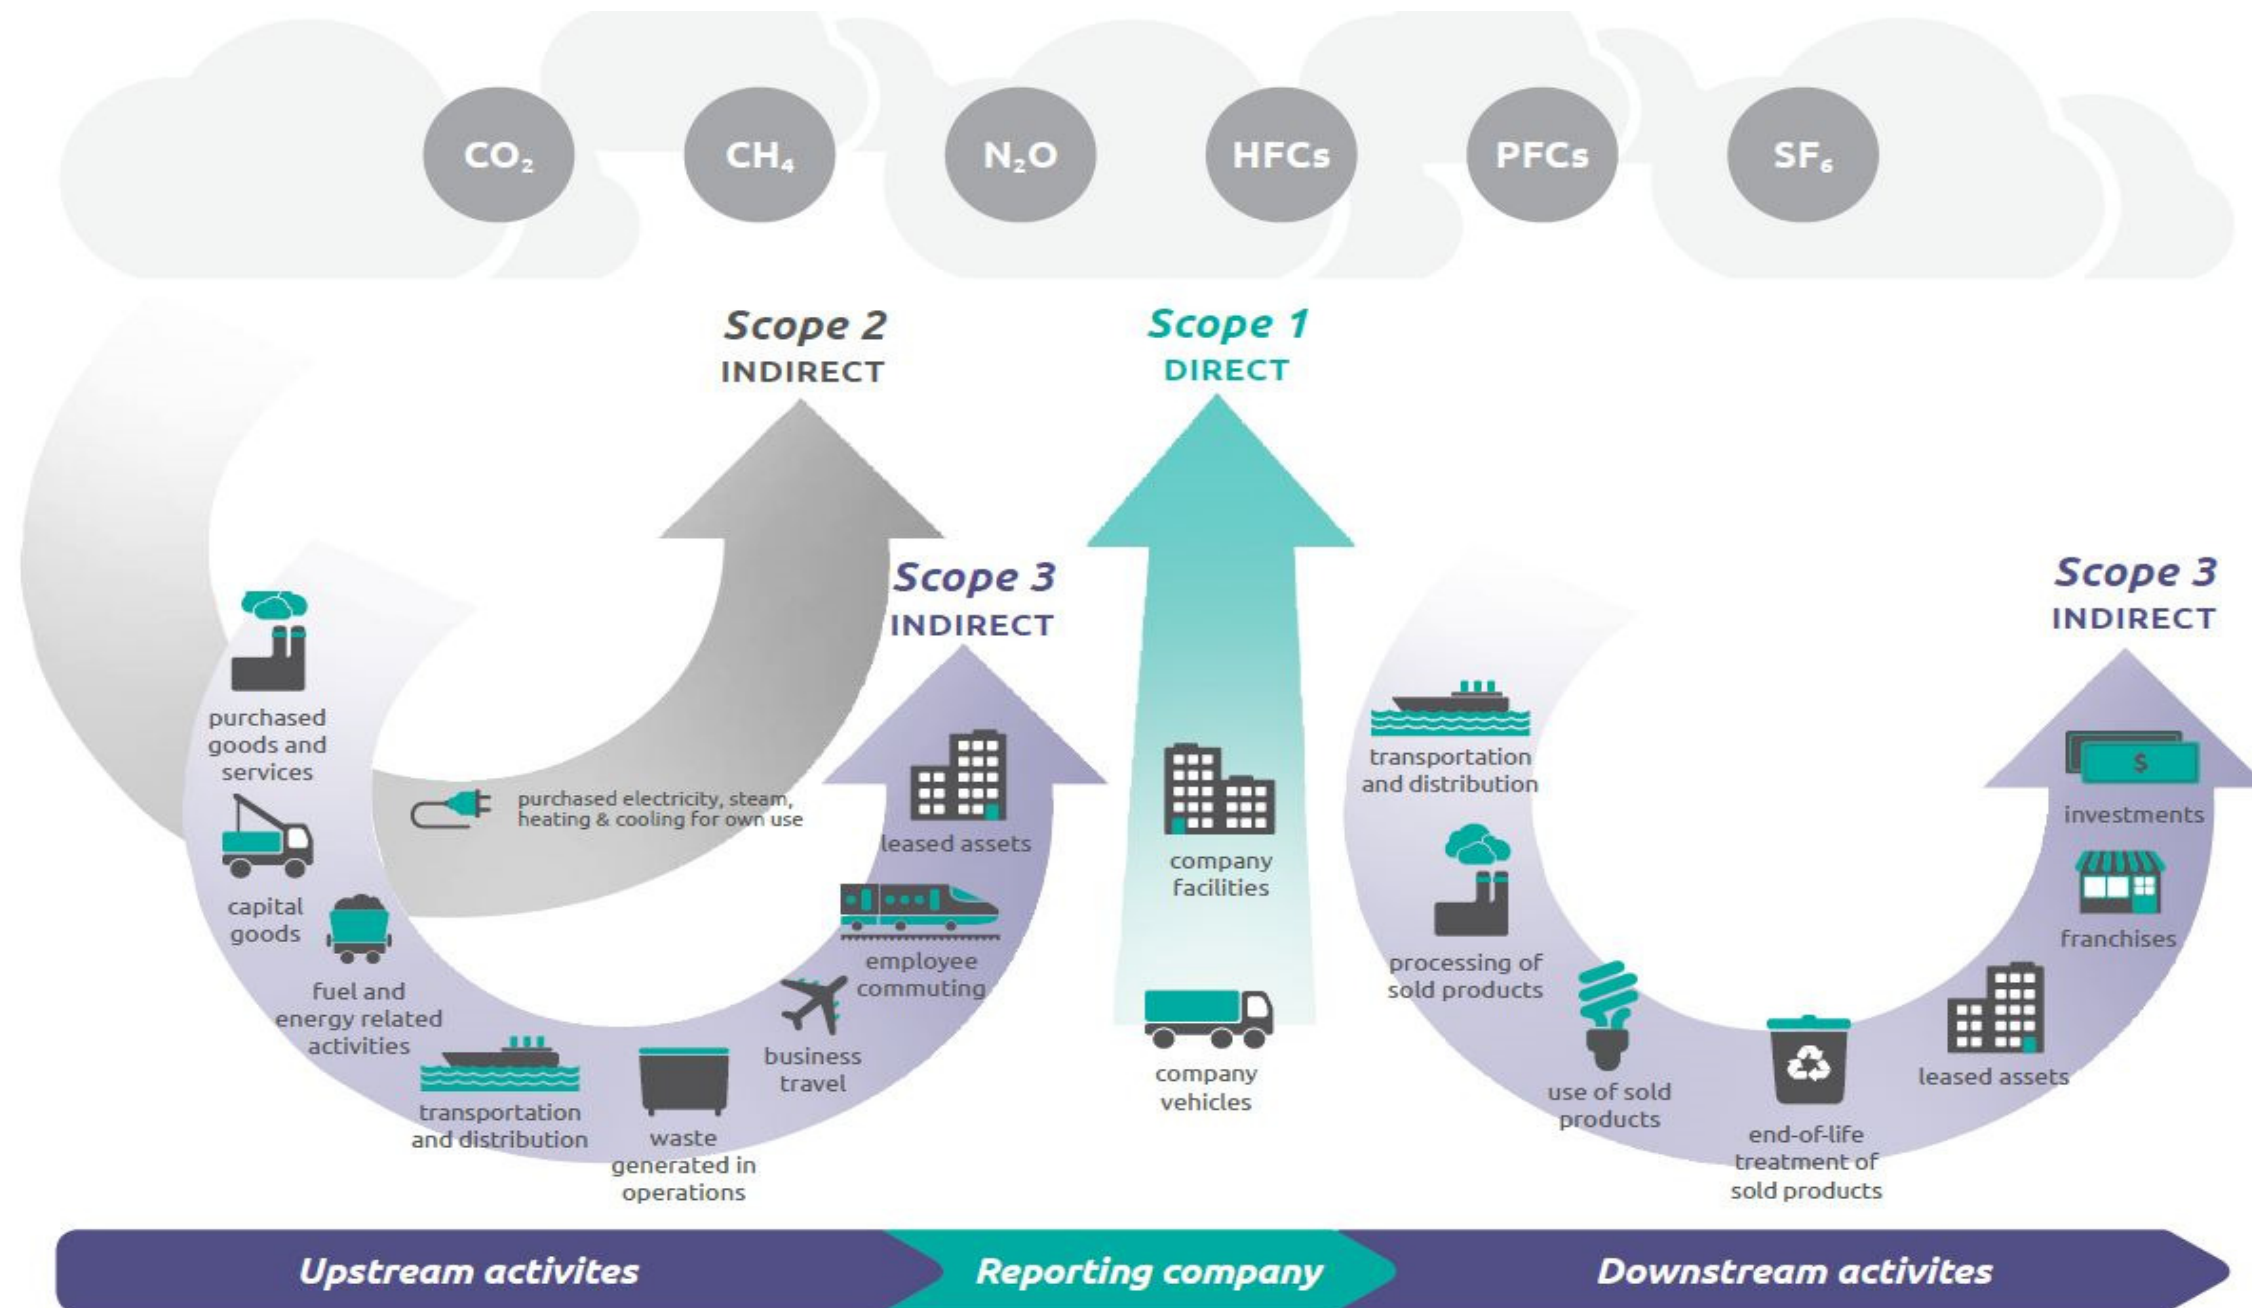 CO₂
CH₄
N₂O
HFCs
PFCs
SF₆
Scope 2
INDIRECT
Scope 1
DIRECT
Scope 3
INDIRECT
Scope 3
INDIRECT
purchased
goods and
services
capital
goods
fuel and
energy related
activities
transportation
and distribution
waste
generated in
operations
business
travel
employee
commuting
leased assets
purchased electricity, steam,
heating & cooling for own use
company
facilities
company
vehicles
transportation
and distribution
processing of
sold products
use of sold
products
end-of-life
treatment of
sold products
leased assets
franchises
$
investments
Upstream activites
Reporting company
Downstream activites